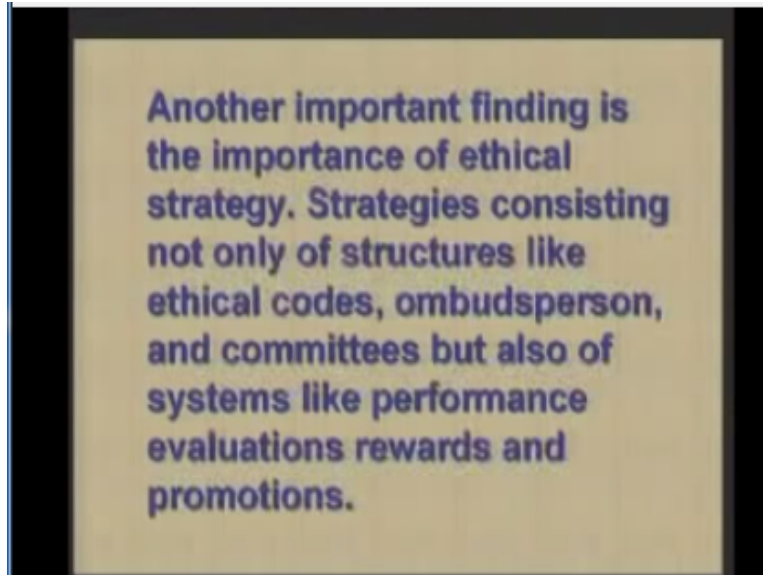 Another important finding is
the importance of ethical
strategy. Strategies consisting
not only of structures like
ethical codes, ombudsperson,
and committees but also of
systems like performance
evaluations rewards and
promotions.